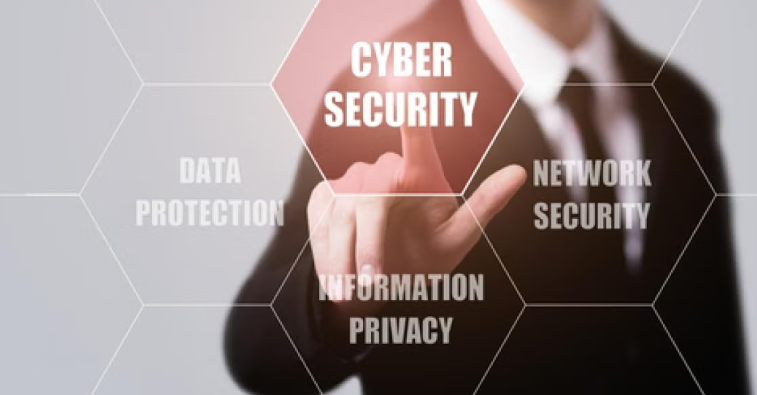 CYBER
SECURITY
DATA
PROTECTION
NETWORK
SECURITY
INFORMATION
PRIVACY